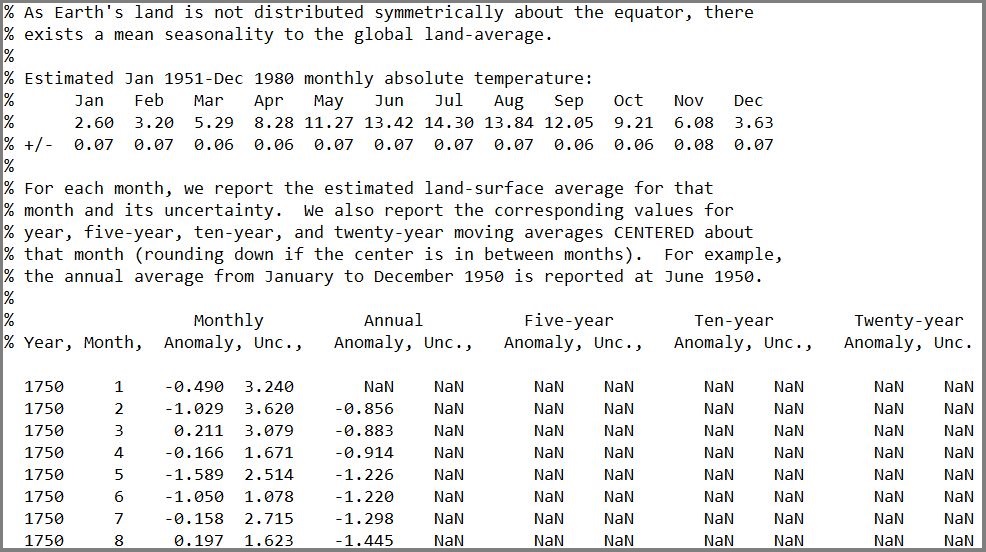 % As Earth's land is not distributed symmetrically about the equator, there
% exists a mean seasonality to the global land-average.
%
% Estimated Jan 1951-Dec 1980 monthly absolute temperature:
%      Jan   Feb   Mar   Apr   May   Jun   Jul   Aug   Sep   Oct   Nov   Dec
%      2.60  3.20  5.29  8.28 11.27 13.42 14.30 13.84 12.05  9.21  6.08  3.63
% +/-  0.07  0.07  0.06  0.06  0.07  0.07  0.07  0.07  0.06  0.06  0.08  0.07
%
% For each month, we report the estimated land-surface average for that
% month and its uncertainty.  We also report the corresponding values for
% year, five-year, ten-year, and twenty-year moving averages CENTERED about
% that month (rounding down if the center is in between months).  For example,
% the annual average from January to December 1950 is reported at June 1950.
%
%                  Monthly          Annual          Five-year        Ten-year        Twenty-year
% Year, Month,  Anomaly, Unc.,   Anomaly, Unc.,   Anomaly, Unc.,   Anomaly, Unc.,   Anomaly, Unc.
  1750     1    -0.490  3.240       NaN    NaN       NaN    NaN       NaN    NaN       NaN    NaN
  1750     2    -1.029  3.620    -0.856    NaN       NaN    NaN       NaN    NaN       NaN    NaN
  1750     3     0.211  3.079    -0.883    NaN       NaN    NaN       NaN    NaN       NaN    NaN
  1750     4    -0.166  1.671    -0.914    NaN       NaN    NaN       NaN    NaN       NaN    NaN
  1750     5    -1.589  2.514    -1.226    NaN       NaN    NaN       NaN    NaN       NaN    NaN
  1750     6    -1.050  1.078    -1.220    NaN       NaN    NaN       NaN    NaN       NaN    NaN
  1750     7    -0.158  2.715    -1.298    NaN       NaN    NaN       NaN    NaN       NaN    NaN
  1750     8     0.197  1.623    -1.445    NaN       NaN    NaN       NaN    NaN       NaN    NaN